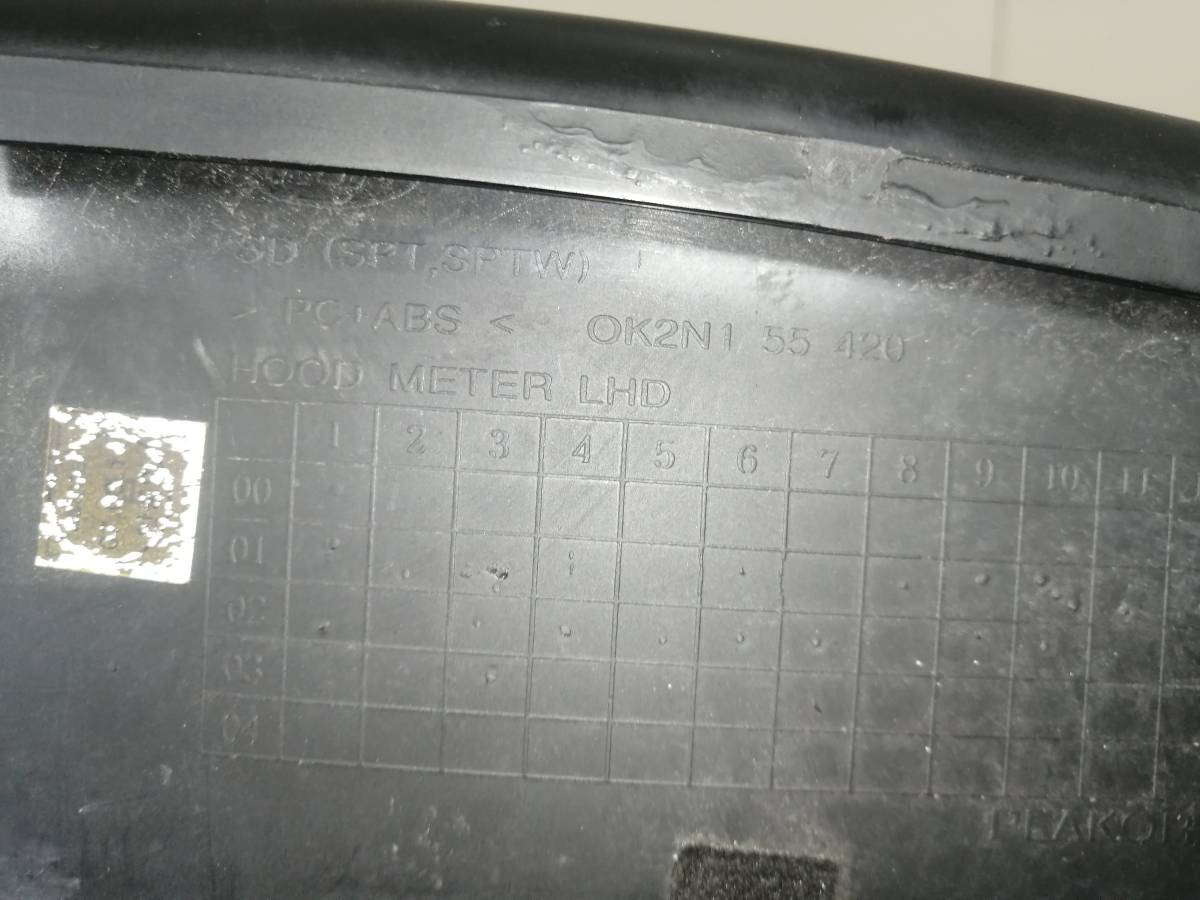 SD (SPT,SPTW)
> PC+ABS < OK2N1 55 420
HOOD METER LHD
1 2 3 4 5 6 7 8 9 10 11
00
01
02
03
04